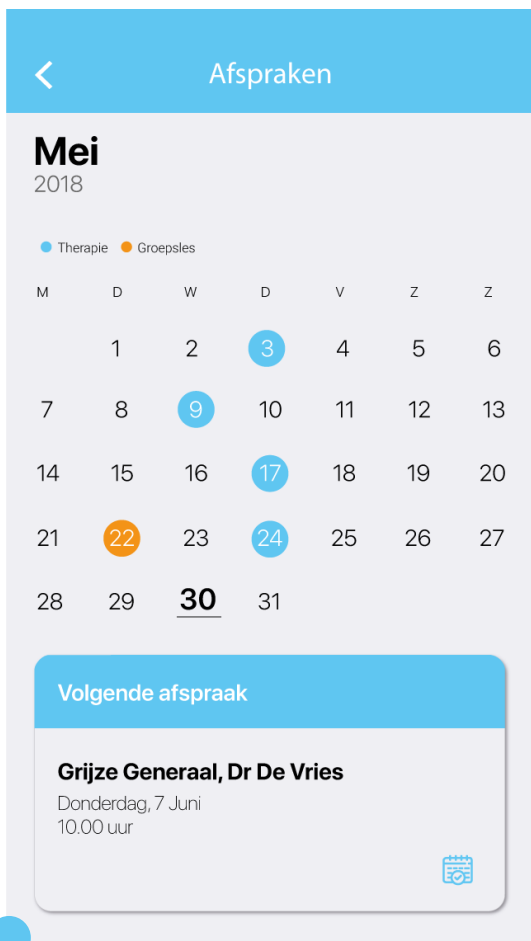 Afspraken
Mei
2018
Therapie Groepsles
M D W D V Z Z
1 2 3 4 5 6
7 8 9 10 11 12 13
14 15 16 17 18 19 20
21 22 23 24 25 26 27
28 29 30 31
Volgende afspraak
Grijze Generaal, Dr De Vries
Donderdag, 7 Juni
10.00 uur